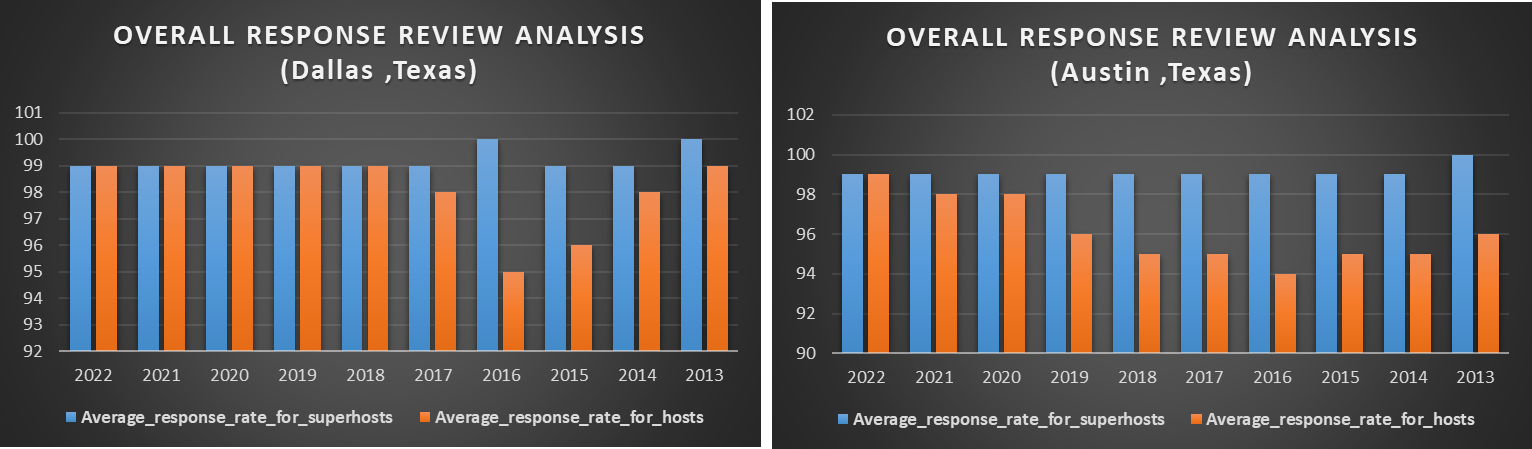 OVERALL RESPONSE REVIEW ANALYSIS
(Dallas ,Texas)
101
100
99
98
97
96
95
94
93
92
2022 2021 2020 2019 2018 2017 2016 2015 2014 2013
Average_response_rate_for_superhosts Average_response_rate_for_hosts
OVERALL RESPONSE REVIEW ANALYSIS
(Austin ,Texas)
102
100
98
96
94
92
90
2022 2021 2020 2019 2018 2017 2016 2015 2014 2013
Average_response_rate_for_superhosts Average_response_rate_for_hosts